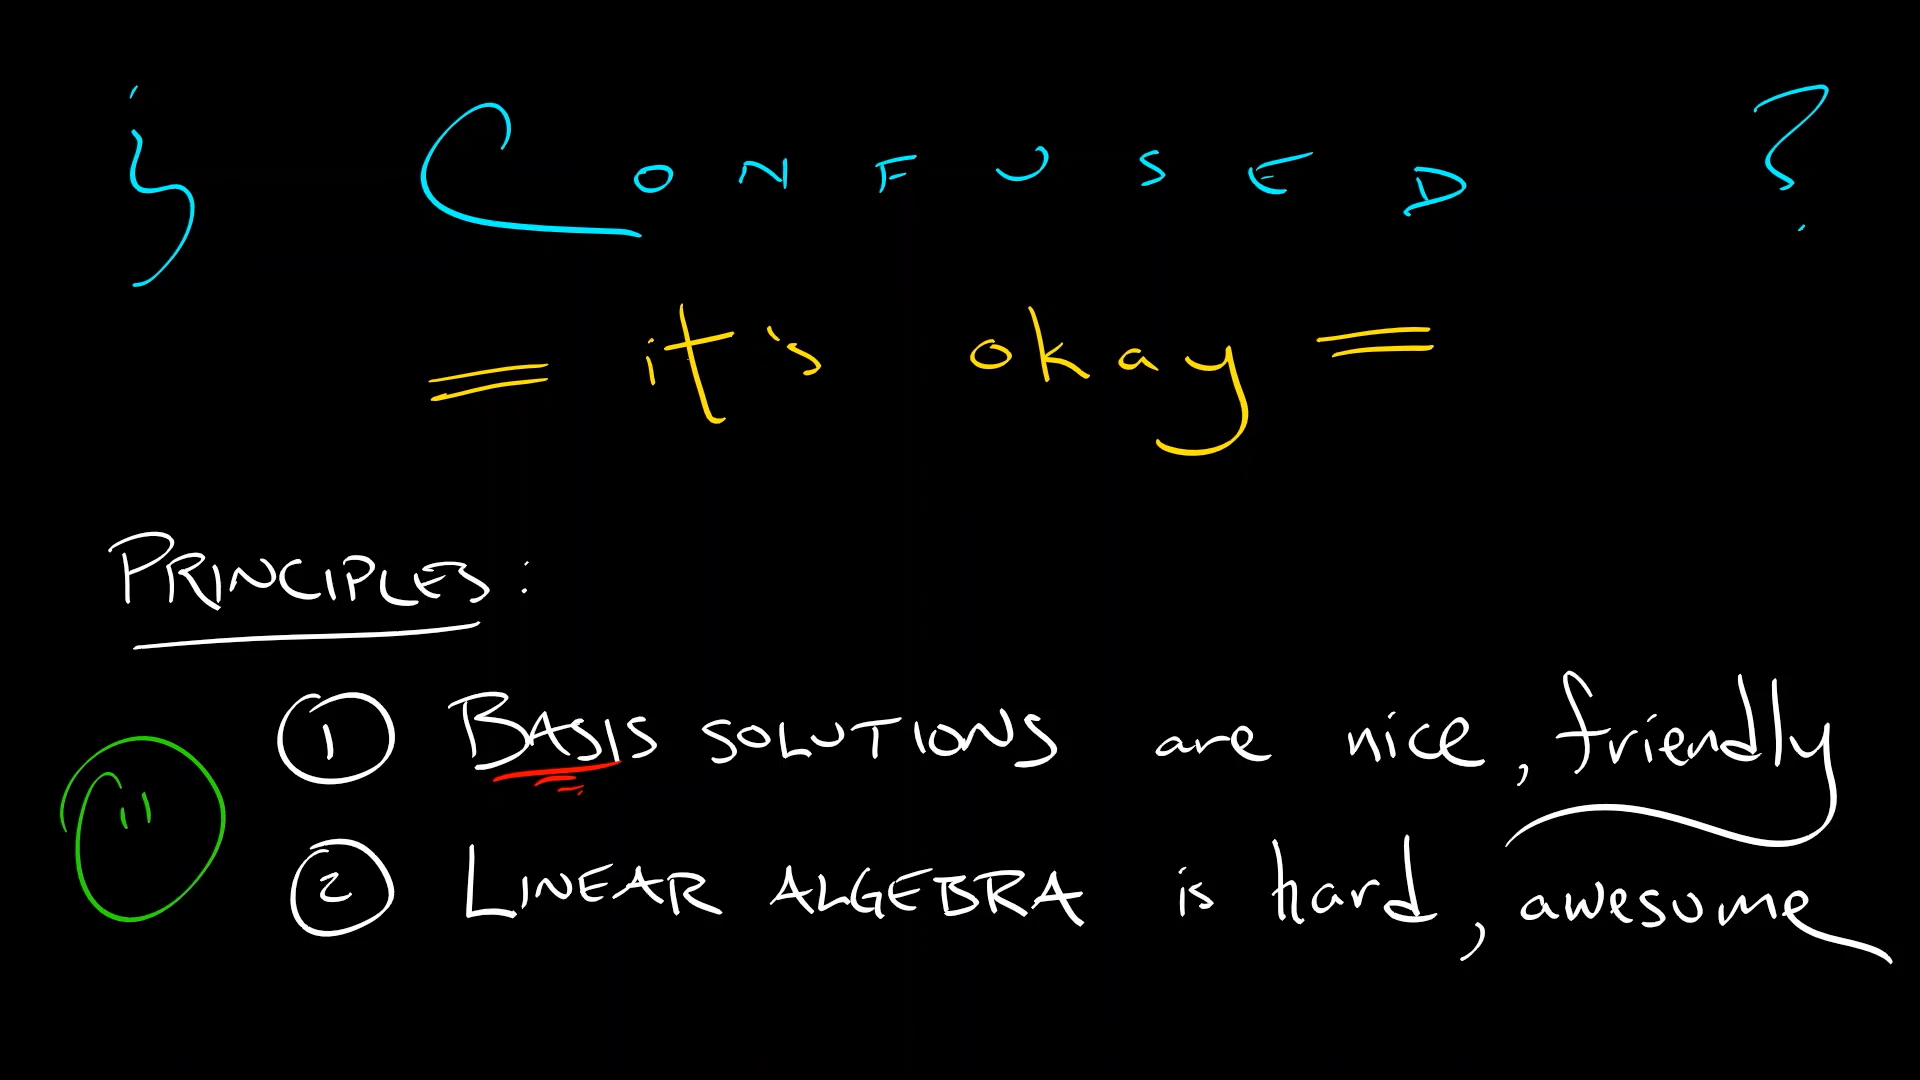 ¿ CONFUSED ?
= it's okay =
PRINCIPLES:
① BASIS SOLUTIONS are nice, friendly
② LINEAR ALGEBRA is hard, awesome